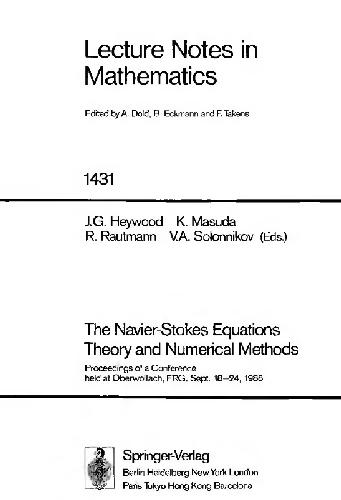 Lecture Notes in
Mathematics
Edited by A. Dold, B. Eckmann and F. Takens
1431
J.G. Heywood K. Masuda
R. Rautmann V.A. Solonnikov (Eds.)
The Navier-Stokes Equations
Theory and Numerical Methods
Proceedings of a Conference
held at Oberwolfach, FRG, Sept. 18–24, 1988
Springer-Verlag
Berlin Heidelberg New York London
Paris Tokyo Hong Kong Barcelona